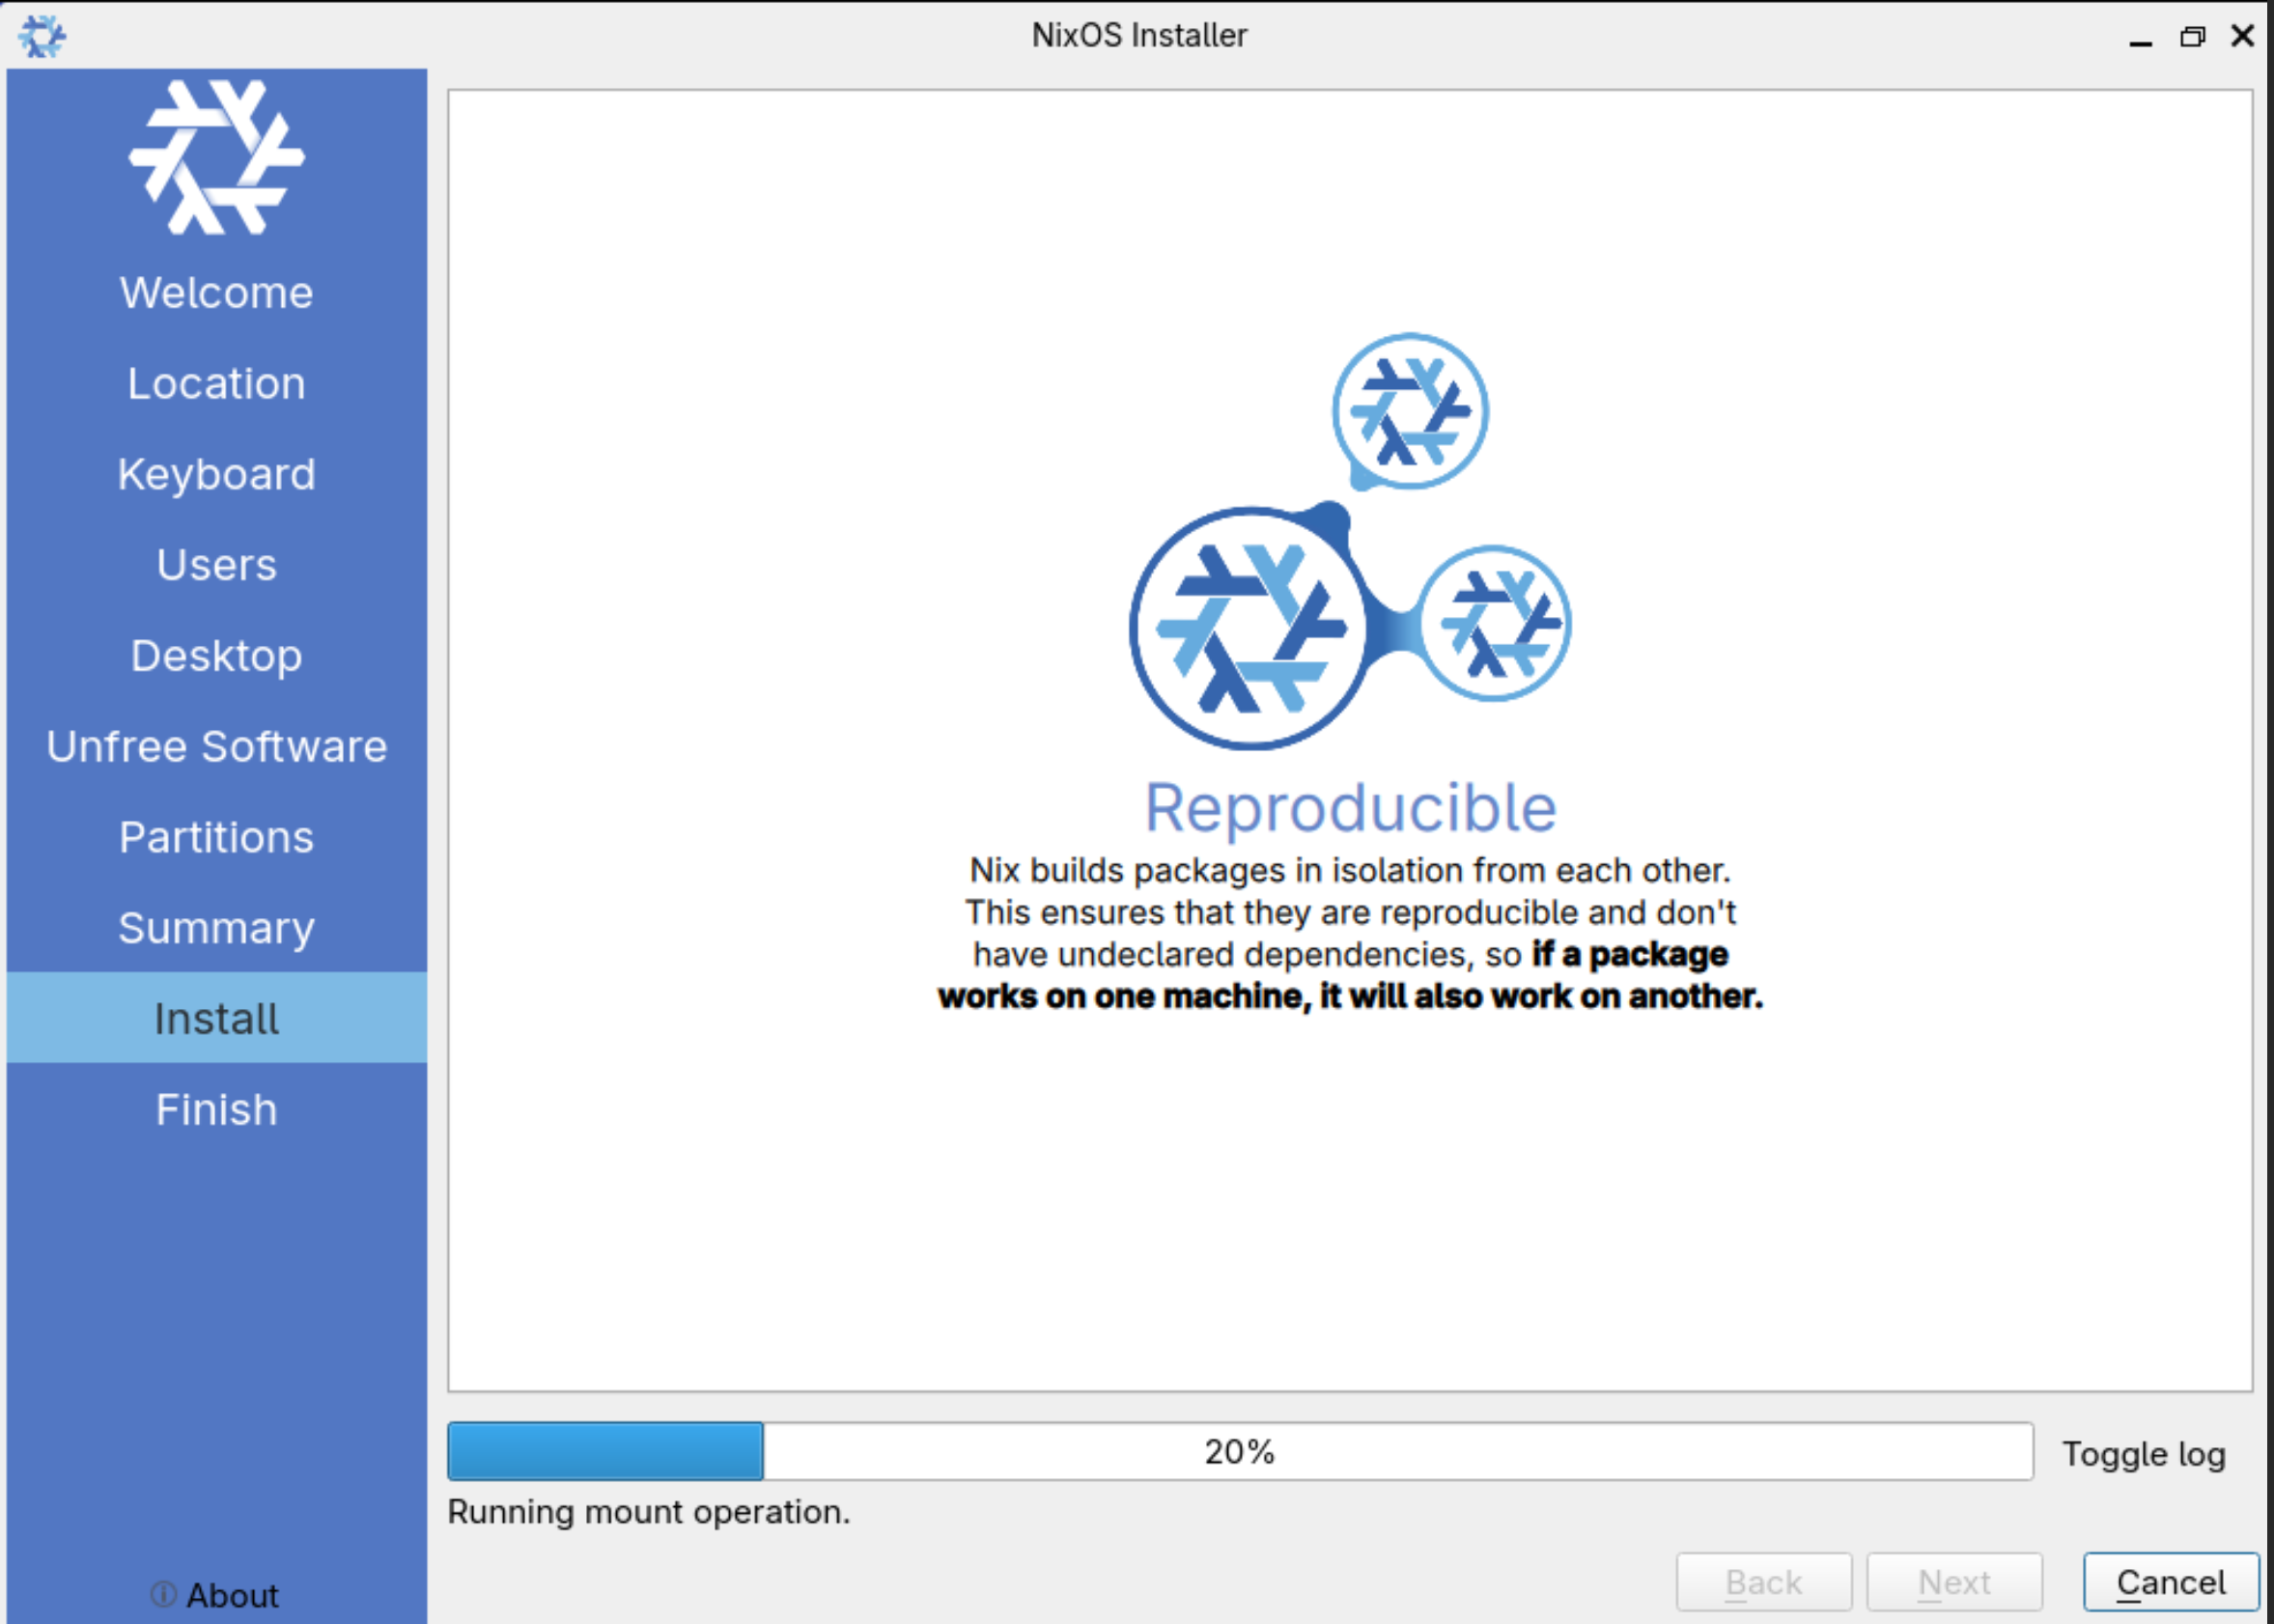 NixOS Installer
Welcome
Location
Keyboard
Users
Desktop
Unfree Software
Partitions
Summary
Install
Finish
About
Reproducible
Nix builds packages in isolation from each other.
This ensures that they are reproducible and don't
have undeclared dependencies, so if a package
works on one machine, it will also work on another.
20%
Toggle log
Running mount operation.
Back
Next
Cancel